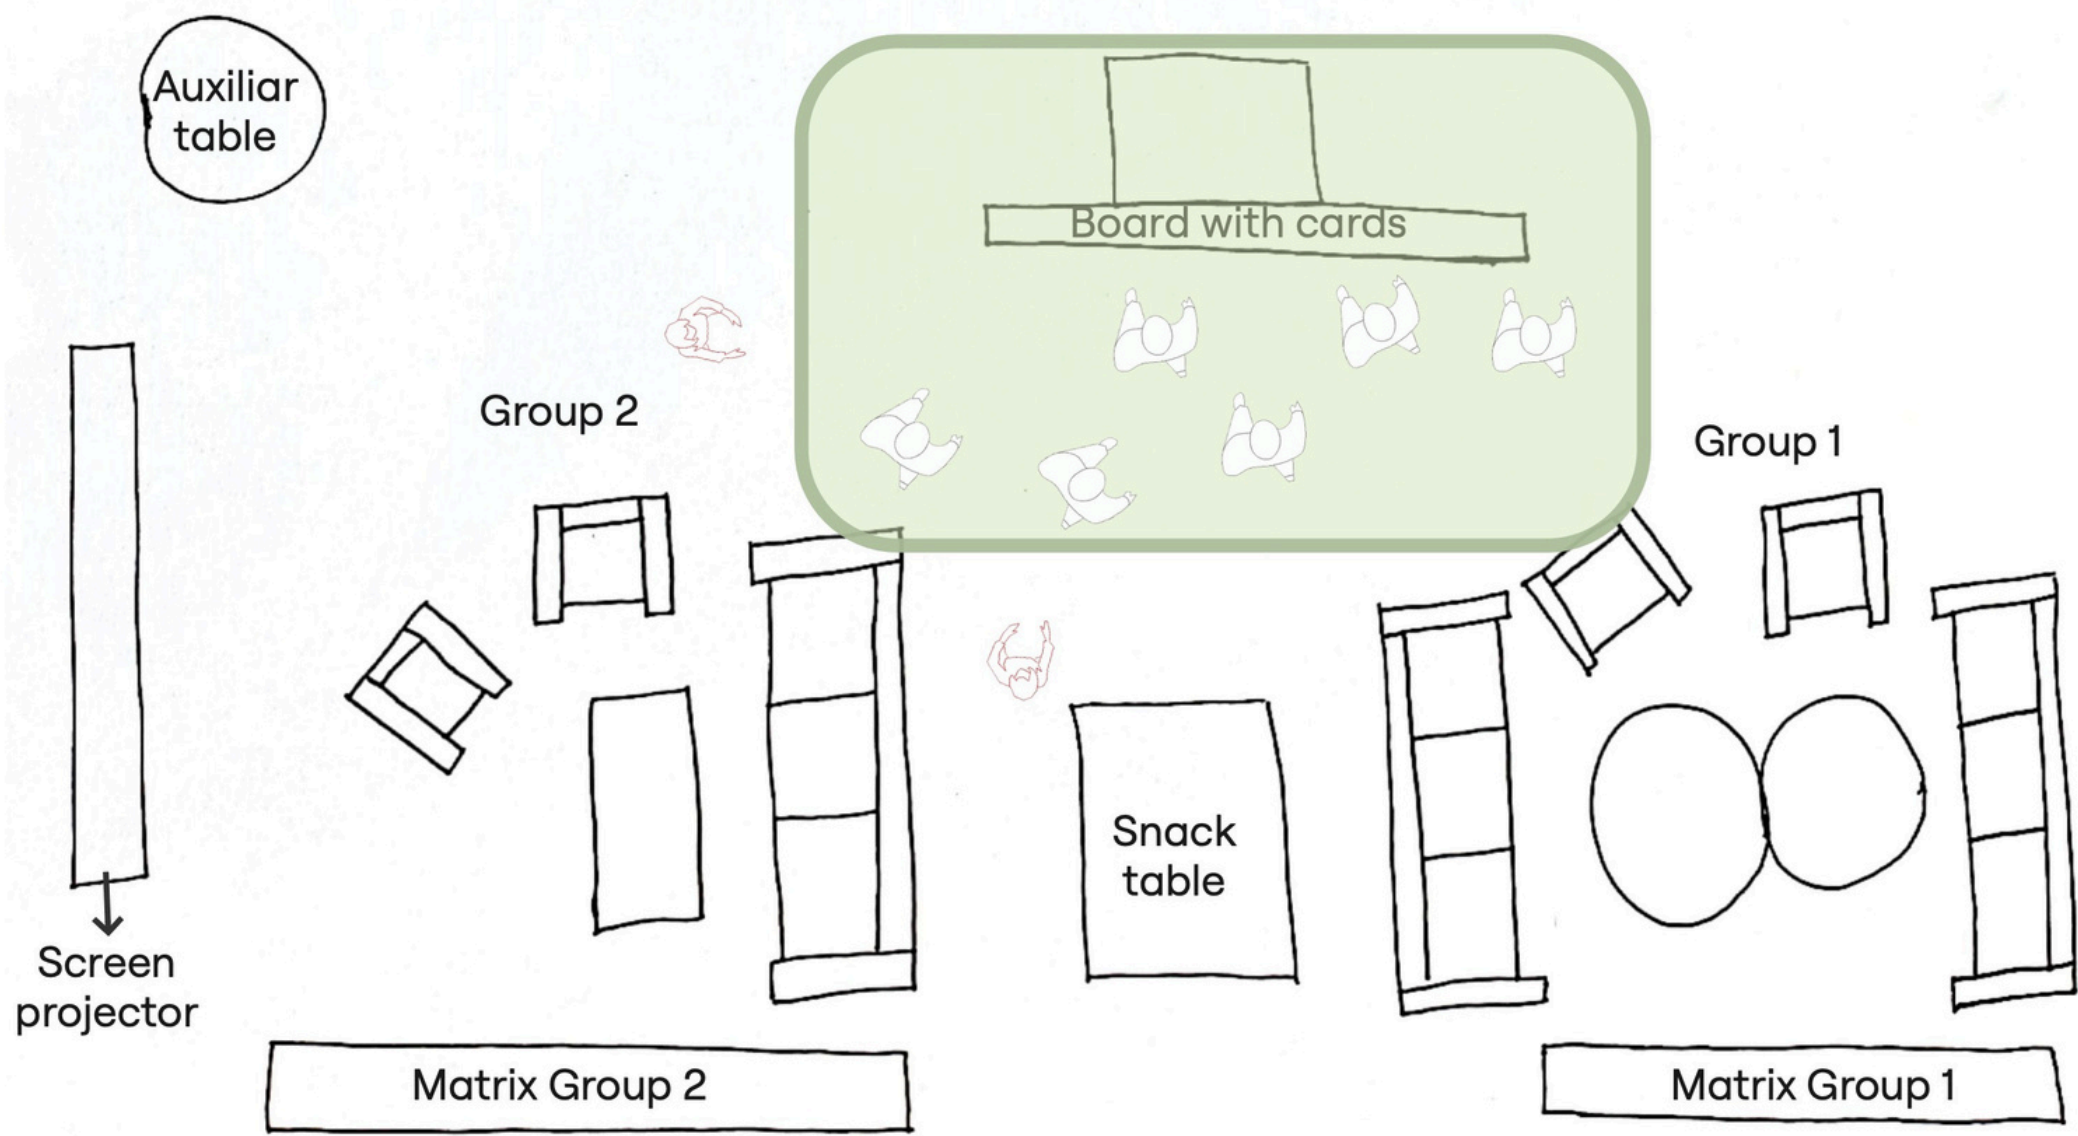 Auxiliar
table
Board with cards
Group 2
Group 1
Snack
table
Screen
projector
Matrix Group 2
Matrix Group 1